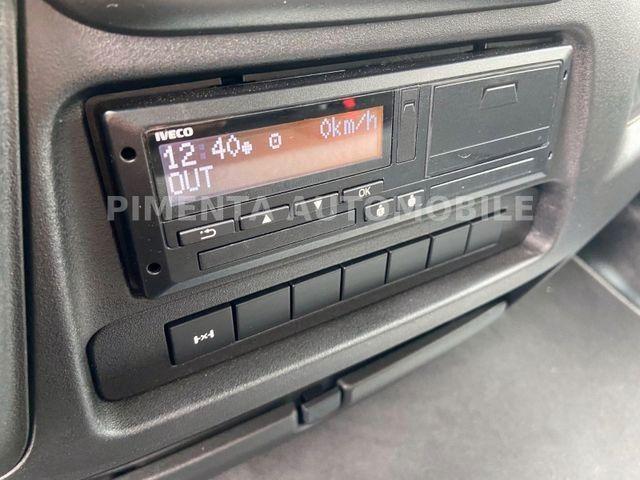 IVECO
12:40 0km/h
OUT
OK
PIMENTA AUTOMOBILE